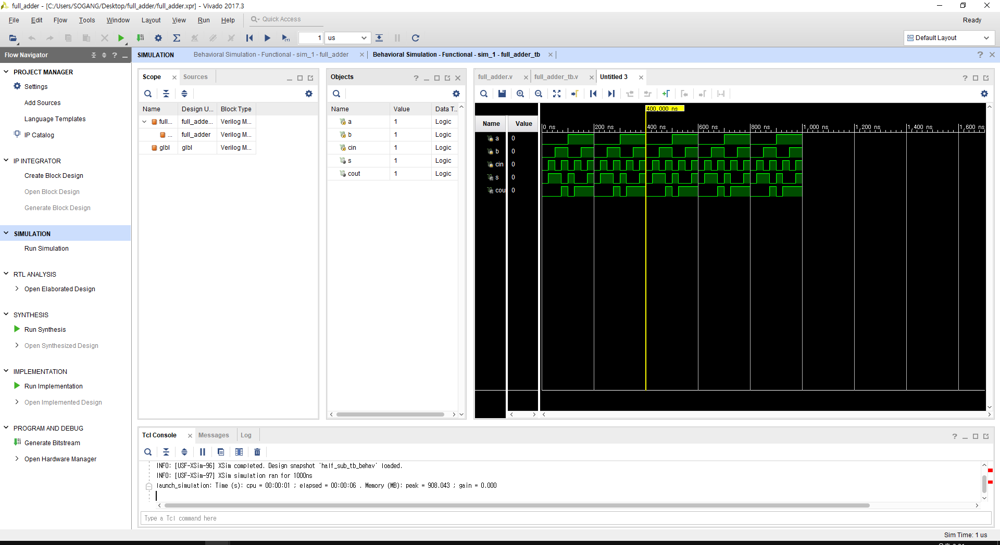 full_adder - [C:/Users/SOGANG/Desktop/full_adder/full_adder.xpr] - Vivado 2017.3
File Edit Flow Tools Window Layout View Run Help Quick Access Ready
1 us Default Layout
Flow Navigator
SIMULATION Behavioral Simulation - Functional - sim_1 - full_adder Behavioral Simulation - Functional - sim_1 - full_adder_tb
PROJECT MANAGER
Settings
Add Sources
Language Templates
IP Catalog
IP INTEGRATOR
Create Block Design
Open Block Design
Generate Block Design
SIMULATION
Run Simulation
RTL ANALYSIS
Open Elaborated Design
SYNTHESIS
Run Synthesis
Open Synthesized Design
IMPLEMENTATION
Run Implementation
Open Implemented Design
PROGRAM AND DEBUG
Generate Bitstream
Open Hardware Manager
Scope Sources
Name Design U... Block Type
full... full_adde... Verilog M...
... full_adder Verilog M...
glbl glbl Verilog M...
Objects
Name Value Data T..
a 1 Logic
b 1 Logic
cin 1 Logic
s 1 Logic
cout 1 Logic
full_adder.v full_adder_tb.v Untitled 3
400,000 ns
Name Value
0 ns 200 ns 400 ns 600 ns 800 ns 1,000 ns 1,200 ns 1,400 ns 1,600 ns
a 0
b 0
cin 0
s 0
cou 0
Tcl Console Messages Log
INFO: [USF-XSim-96] XSim completed. Design snapshot 'half_sub_tb_behav' loaded.
INFO: [USF-XSim-97] XSim simulation ran for 1000ns
launch_simulation: Time (s): cpu = 00:00:01 ; elapsed = 00:00:06 . Memory (MB): peak = 908.043 ; gain = 0.000
Type a Tcl command here
Sim Time: 1 us